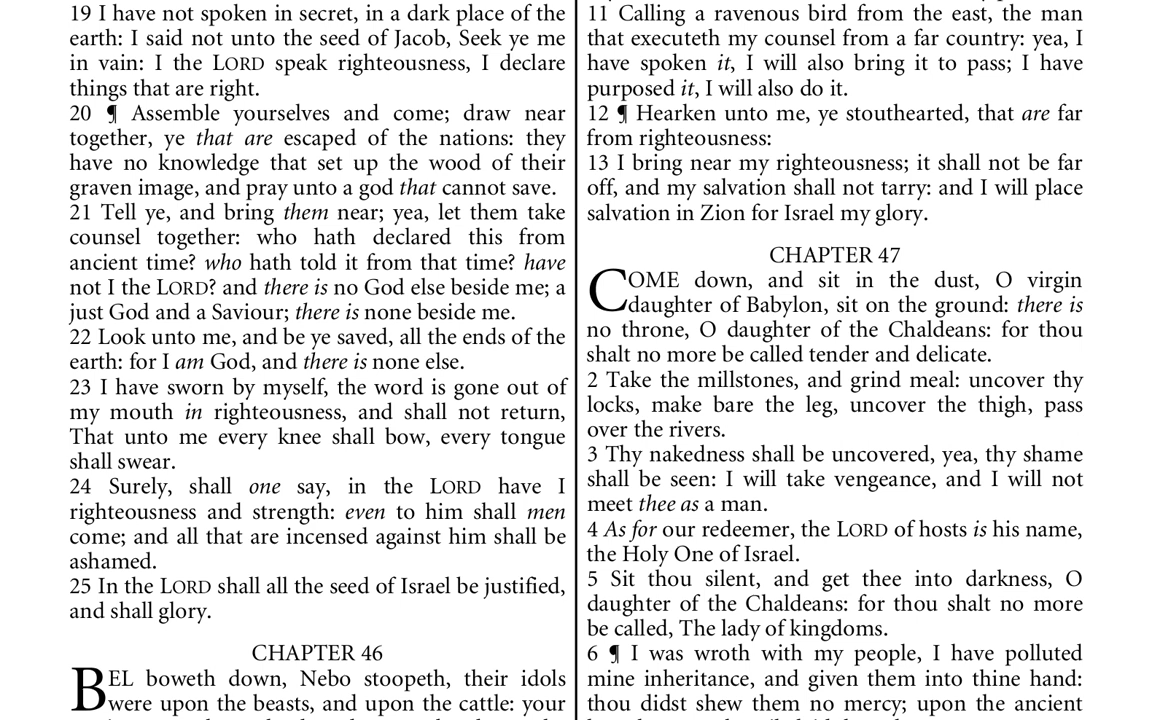 19 I have not spoken in secret, in a dark place of the
earth: I said not unto the seed of Jacob, Seek ye me
in vain: I the LORD speak righteousness, I declare
things that are right.
20 ¶ Assemble yourselves and come; draw near
together, ye that are escaped of the nations: they
have no knowledge that set up the wood of their
graven image, and pray unto a god that cannot save.
21 Tell ye, and bring them near; yea, let them take
counsel together: who hath declared this from
ancient time? who hath told it from that time? have
not I the LORD? and there is no God else beside me; a
just God and a Saviour; there is none beside me.
22 Look unto me, and be ye saved, all the ends of the
earth: for I am God, and there is none else.
23 I have sworn by myself, the word is gone out of
my mouth in righteousness, and shall not return,
That unto me every knee shall bow, every tongue
shall swear.
24 Surely, shall one say, in the LORD have I
righteousness and strength: even to him shall men
come; and all that are incensed against him shall be
ashamed.
25 In the LORD shall all the seed of Israel be justified,
and shall glory.
CHAPTER 46
BEL boweth down, Nebo stoopeth, their idols
were upon the beasts, and upon the cattle: your
11 Calling a ravenous bird from the east, the man
that executeth my counsel from a far country: yea, I
have spoken it, I will also bring it to pass; I have
purposed it, I will also do it.
12 ¶ Hearken unto me, ye stouthearted, that are far
from righteousness:
13 I bring near my righteousness; it shall not be far
off, and my salvation shall not tarry: and I will place
salvation in Zion for Israel my glory.
CHAPTER 47
COME down, and sit in the dust, O virgin
daughter of Babylon, sit on the ground: there is
no throne, O daughter of the Chaldeans: for thou
shalt no more be called tender and delicate.
2 Take the millstones, and grind meal: uncover thy
locks, make bare the leg, uncover the thigh, pass
over the rivers.
3 Thy nakedness shall be uncovered, yea, thy shame
shall be seen: I will take vengeance, and I will not
meet thee as a man.
4 As for our redeemer, the LORD of hosts is his name,
the Holy One of Israel.
5 Sit thou silent, and get thee into darkness, O
daughter of the Chaldeans: for thou shalt no more
be called, The lady of kingdoms.
6 ¶ I was wroth with my people, I have polluted
mine inheritance, and given them into thine hand:
thou didst shew them no mercy; upon the ancient